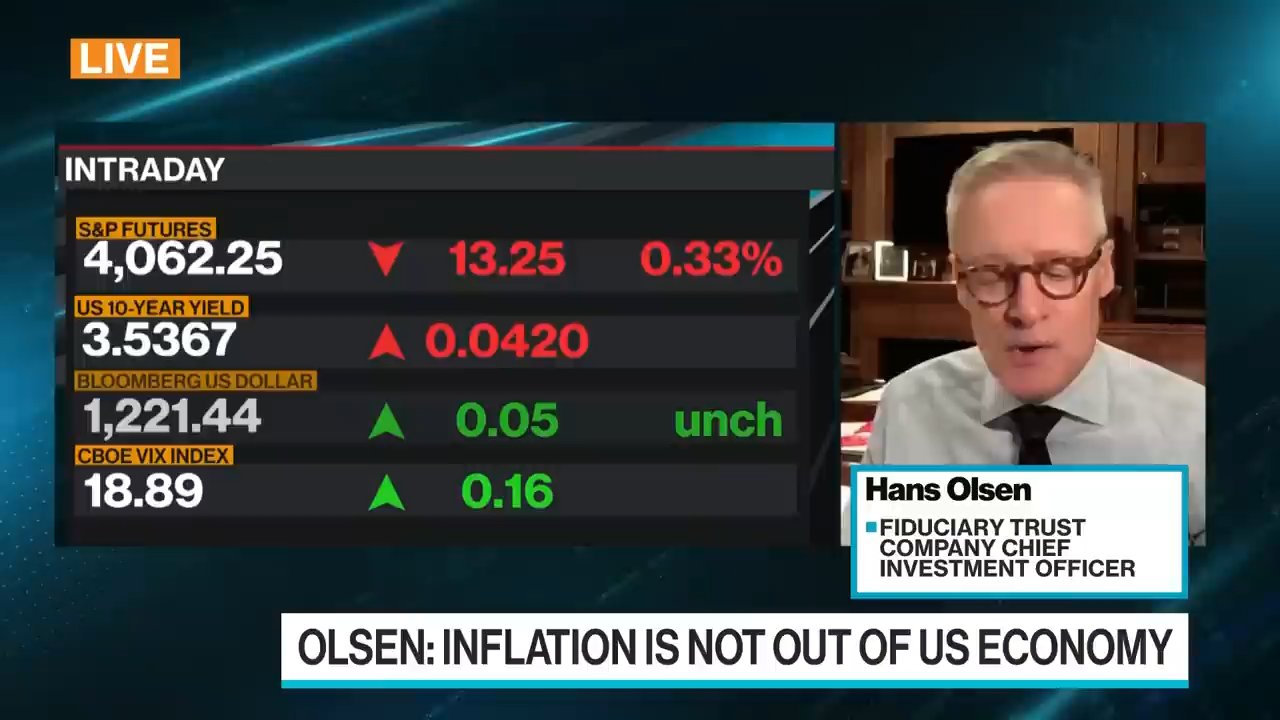 LIVE
INTRADAY
S&P FUTURES
4,062.25 13.25 0.33%
US 10-YEAR YIELD
3.5367 0.0420
BLOOMBERG US DOLLAR
1,221.44 0.05 unch
CBOE VIX INDEX
18.89 0.16
Hans Olsen
FIDUCIARY TRUST
COMPANY CHIEF
INVESTMENT OFFICER
OLSEN: INFLATION IS NOT OUT OF US ECONOMY